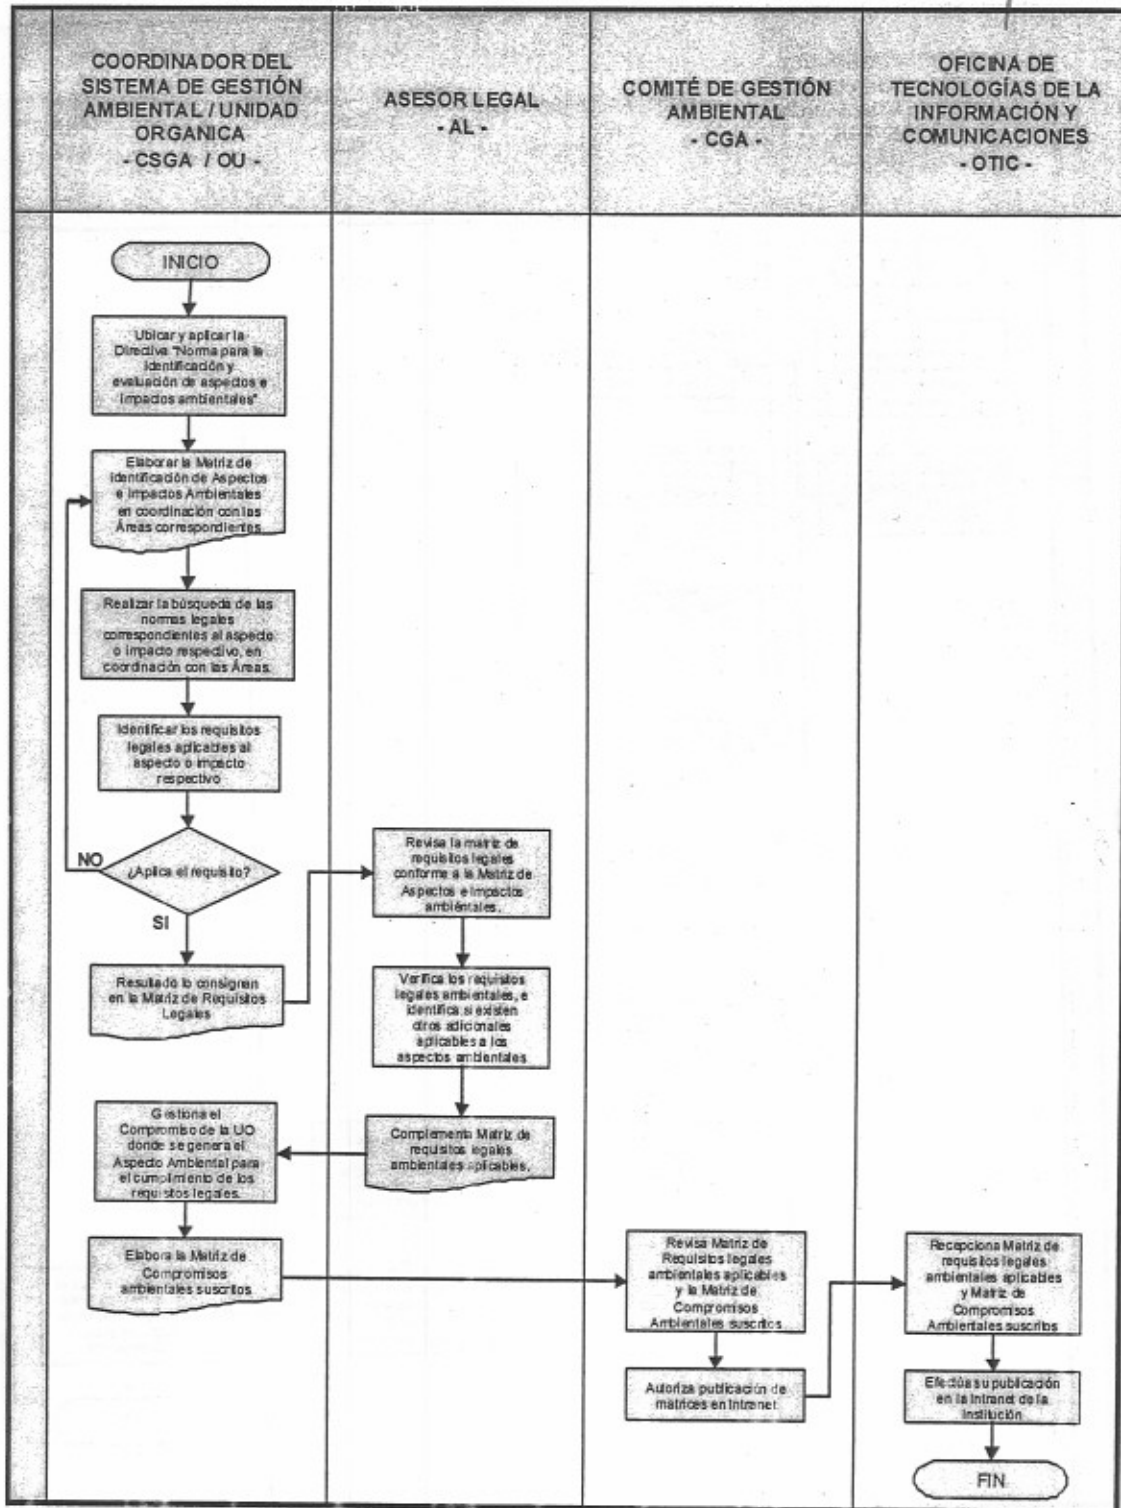 COORDINADOR DEL
SISTEMA DE GESTIÓN
AMBIENTAL / UNIDAD
ORGANICA
- CSGA / OU -
ASESOR LEGAL
- AL -
COMITÉ DE GESTIÓN
AMBIENTAL
- CGA -
OFICINA DE
TECNOLOGÍAS DE LA
INFORMACIÓN Y
COMUNICACIONES
- OTIC -
INICIO
Ubicar y aplicar la
Directiva "Norma para la
identificación y
evaluación de aspectos e
impactos ambientales"
Elaborar la Matriz de
identificación de Aspectos
e Impactos Ambientales
en coordinación con las
Áreas correspondientes
Realizar la búsqueda de las
normas legales
correspondientes al aspecto
o impacto respectivo, en
coordinación con las Áreas.
Identificar los requisitos
legales aplicables al
aspecto o impacto
respectivo
¿Aplica el requisito?
NO
SI
Resultado lo consignan
en la Matriz de Requisitos
Legales
Revisa la matriz de
requisitos legales
conforme a la Matriz de
Aspectos e Impactos
ambiéntales.
Verifica los requisitos
legales ambientales, e
identifica si existen
otros adicionales
aplicables a los
aspectos ambientales
Complementa Matriz de
requisitos legales
ambientales aplicables.
Gestiona el
Compromiso de la UO
donde se genera el
Aspecto Ambiental para
el cumplimiento de los
requisitos legales.
Elabora la Matriz de
Compromisos
ambientales suscritos
Revisa Matriz de
Requisitos legales
ambientales aplicables
y la Matriz de
Compromisos
Ambientales suscritos
Autoriza publicación de
matrices en Intranet
Recepciona Matriz de
requisitos legales
ambientales aplicables
y Matriz de
Compromisos
Ambientales suscritos
Efectúa su publicación
en la Intranet de la
Institución
FIN